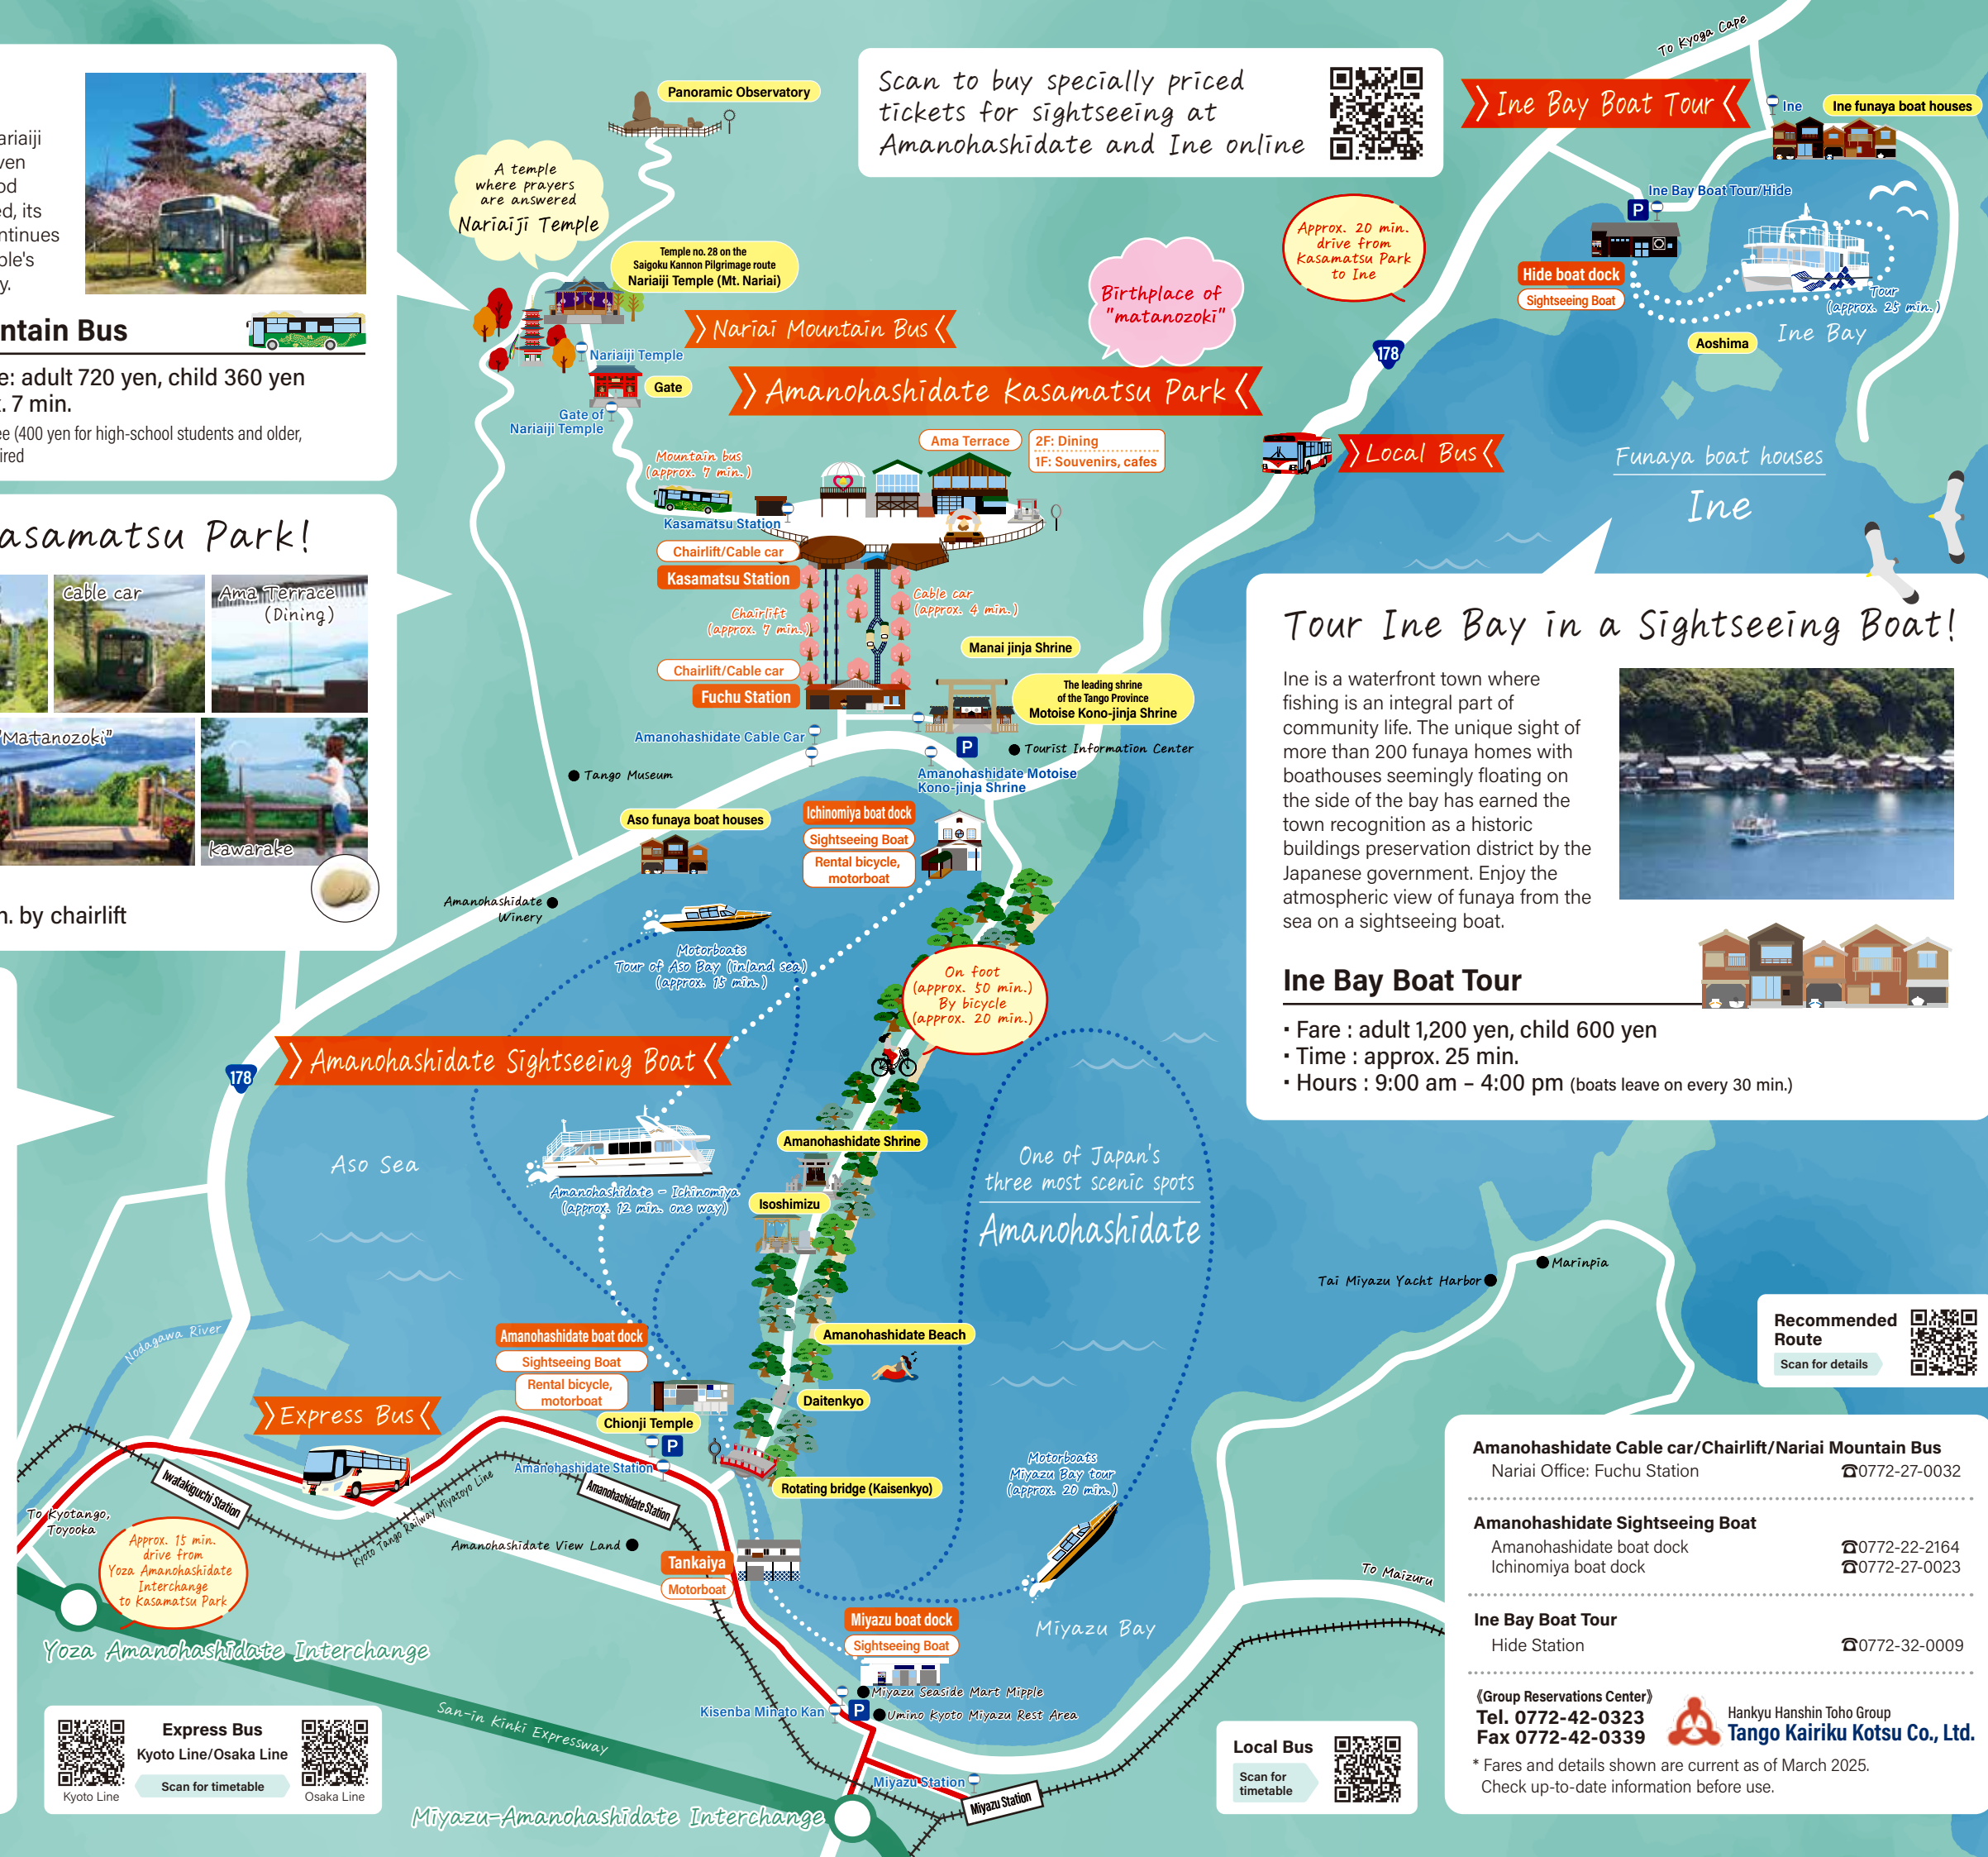 ariaiji
ven
od
ed, its
ntinues
ple's
y.
ntain Bus
e: adult 720 yen, child 360 yen
. 7 min.
ee (400 yen for high-school students and older,
ired
asamatsu Park!
Cable car
Ama Terrace
(Dining)
"Matanozoki"
Kawarake
n. by chairlift
Panoramic Observatory
A temple
where prayers
are answered
Nariaiji Temple
Temple no. 28 on the
Saigoku Kannon Pilgrimage route
Nariaiji Temple (Mt. Nariai)
Nariai Mountain Bus
Nariaiji Temple
Gate
Gate of
Nariaiji Temple
Scan to buy specially priced
tickets for sightseeing at
Amanohashidate and Ine online
Birthplace of
"matanozoki"
Approx. 20 min.
drive from
Kasamatsu Park
to Ine
Amanohashidate Kasamatsu Park
Ama Terrace
2F: Dining
1F: Souvenirs, cafes
Mountain bus
(approx. 7 min.)
Kasamatsu Station
Chairlift/Cable car
Kasamatsu Station
Chairlift
(approx. 7 min.)
Cable car
(approx. 4 min.)
Chairlift/Cable car
Fuchu Station
Manai jinja Shrine
The leading shrine
of the Tango Province
Motoise Kono-jinja Shrine
Amanohashidate Cable Car
P
Tourist Information Center
Amanohashidate Motoise
Kono-jinja Shrine
Tango Museum
To Kyoga Cape
Ine Bay Boat Tour
Ine
Ine funaya boat houses
Ine Bay Boat Tour/Hide
P
Hide boat dock
Sightseeing Boat
Tour
(approx. 25 min.)
Ine Bay
Aoshima
178
Local Bus
Funaya boat houses
Ine
Tour Ine Bay in a Sightseeing Boat!
Ine is a waterfront town where
fishing is an integral part of
community life. The unique sight of
more than 200 funaya homes with
boathouses seemingly floating on
the side of the bay has earned the
town recognition as a historic
buildings preservation district by the
Japanese government. Enjoy the
atmospheric view of funaya from the
sea on a sightseeing boat.
Ine Bay Boat Tour
・Fare : adult 1,200 yen, child 600 yen
・Time : approx. 25 min.
・Hours : 9:00 am – 4:00 pm (boats leave on every 30 min.)
Aso funaya boat houses
Ichinomiya boat dock
Sightseeing Boat
Rental bicycle,
motorboat
Amanohashidate
Winery
Motorboats
Tour of Aso Bay (inland sea)
(approx. 15 min.)
On foot
(approx. 50 min.)
By bicycle
(approx. 20 min.)
178
Amanohashidate Sightseeing Boat
Aso Sea
Amanohashidate - Ichinomiya
(approx. 12 min. one way)
Amanohashidate Shrine
Isoshimizu
One of Japan's
three most scenic spots
Amanohashidate
Nodagawa River
Amanohashidate boat dock
Sightseeing Boat
Rental bicycle,
motorboat
Amanohashidate Beach
Daitenkyo
Chionji Temple
P
Amanohashidate Station
Rotating bridge (Kaisenkyo)
Express Bus
Iwatakiguchi Station
Kyoto Tango Railway Miyatoyo Line
Amanohashidate Station
To Kyotango,
Toyooka
Approx. 15 min.
drive from
Yoza Amanohashidate
Interchange
to Kasamatsu Park
Amanohashidate View Land
Tankaiya
Motorboat
Motorboats
Miyazu Bay tour
(approx. 20 min.)
Miyazu boat dock
Sightseeing Boat
Miyazu Bay
Yoza Amanohashidate Interchange
San-in Kinki Expressway
Kisenba Minato Kan
P
Miyazu Seaside Mart Mipple
Umino Kyoto Miyazu Rest Area
Miyazu Station
Miyazu Station
Miyazu-Amanohashidate Interchange
Express Bus
Kyoto Line/Osaka Line
Scan for timetable
Kyoto Line
Osaka Line
Tai Miyazu Yacht Harbor
Marinpia
To Maizuru
Recommended
Route
Scan for details
Local Bus
Scan for
timetable
Amanohashidate Cable car/Chairlift/Nariai Mountain Bus
Nariai Office: Fuchu Station ☎0772-27-0032
Amanohashidate Sightseeing Boat
Amanohashidate boat dock ☎0772-22-2164
Ichinomiya boat dock ☎0772-27-0023
Ine Bay Boat Tour
Hide Station ☎0772-32-0009
《Group Reservations Center》
Tel. 0772-42-0323
Fax 0772-42-0339
Hankyu Hanshin Toho Group
Tango Kairiku Kotsu Co., Ltd.
* Fares and details shown are current as of March 2025.
Check up-to-date information before use.